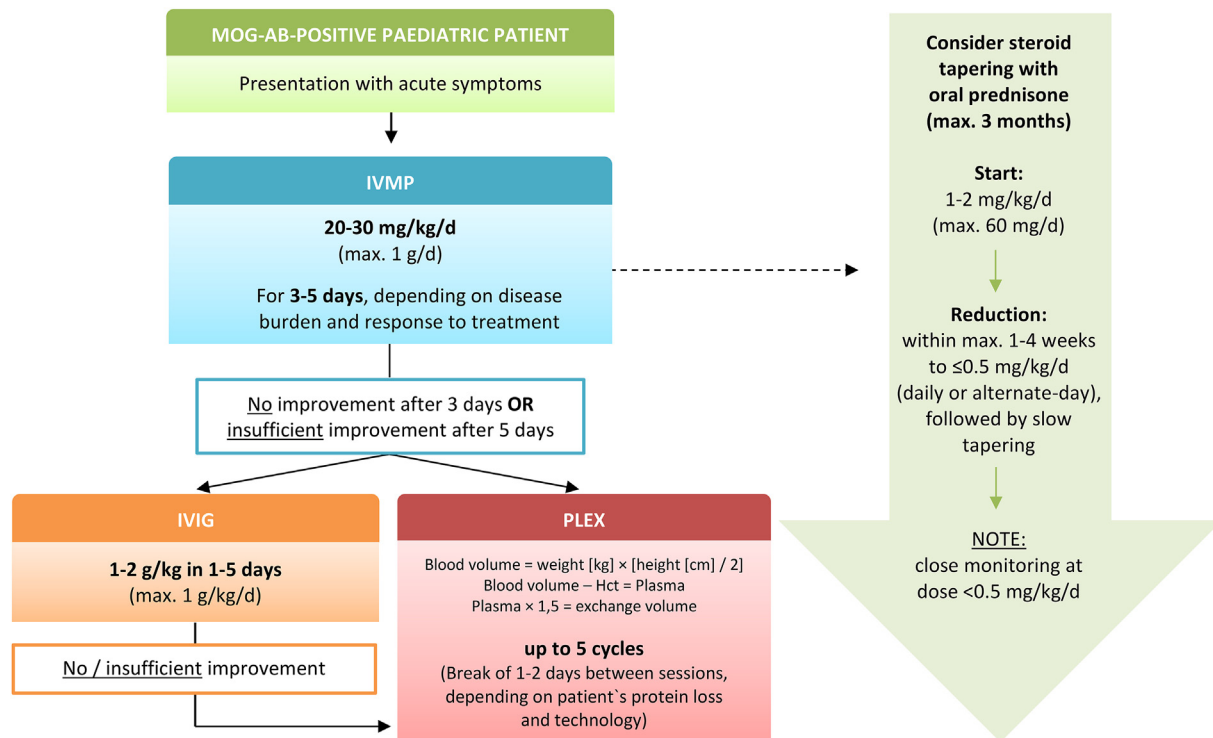 MOG-AB-POSITIVE PAEDIATRIC PATIENT
Presentation with acute symptoms
IVMP
20-30 mg/kg/d
(max. 1 g/d)
For 3-5 days, depending on disease
burden and response to treatment
No improvement after 3 days OR
insufficient improvement after 5 days
IVIG
1-2 g/kg in 1-5 days
(max. 1 g/kg/d)
No / insufficient improvement
PLEX
Blood volume = weight [kg] × [height [cm] / 2]
Blood volume – Hct = Plasma
Plasma × 1,5 = exchange volume
up to 5 cycles
(Break of 1-2 days between sessions,
depending on patient`s protein loss
and technology)
Consider steroid
tapering with
oral prednisone
(max. 3 months)
Start:
1-2 mg/kg/d
(max. 60 mg/d)
Reduction:
within max. 1-4 weeks
to ≤0.5 mg/kg/d
(daily or alternate-day),
followed by slow
tapering
NOTE:
close monitoring at
dose <0.5 mg/kg/d